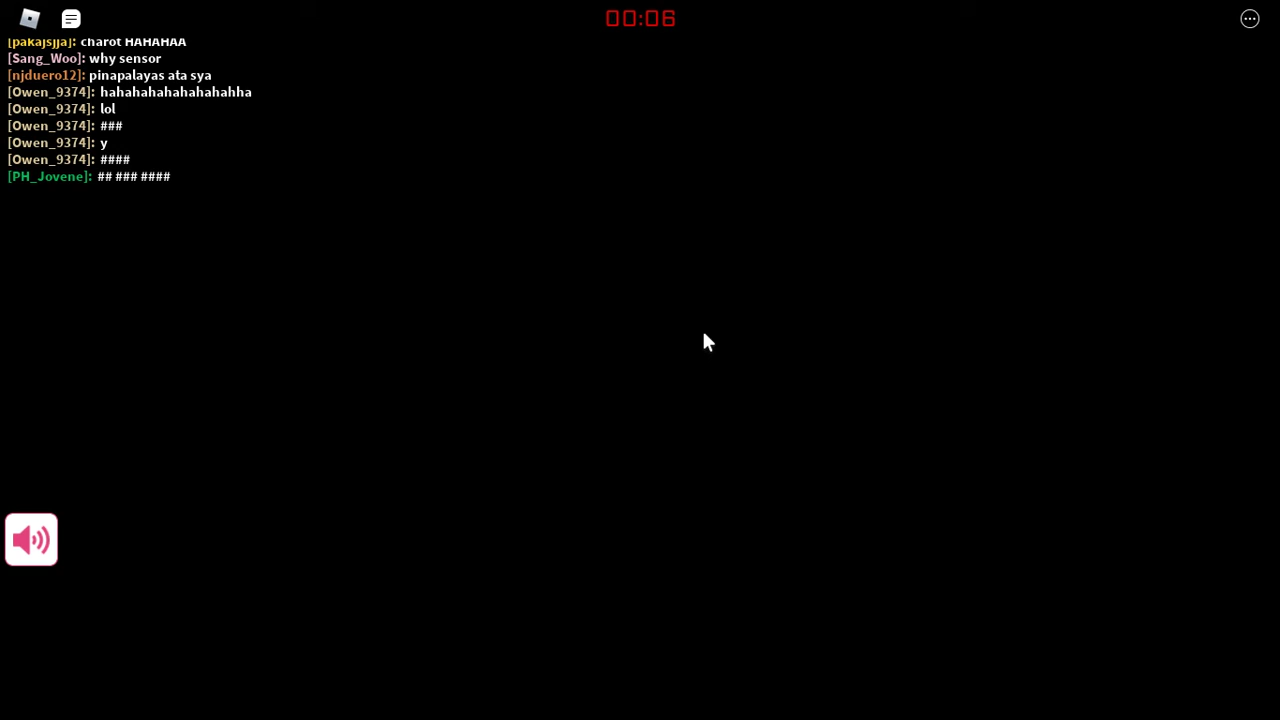 00:06
[pakajsjja]: charot HAHAHAA
[Sang_Woo]: why sensor
[njduero12]: pinapalayas ata sya
[Owen_9374]: hahahahahahahahahha
[Owen_9374]: lol
[Owen_9374]: ###
[Owen_9374]: y
[Owen_9374]: ####
[PH_Jovene]: ## ### ####